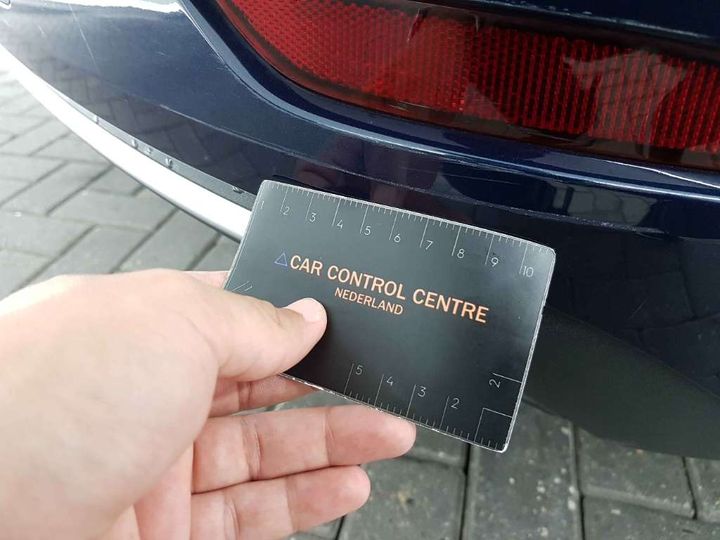 2 3 4 5 6 7 8 9 10
△CAR CONTROL CENTRE
NEDERLAND
5 4 3 2 2